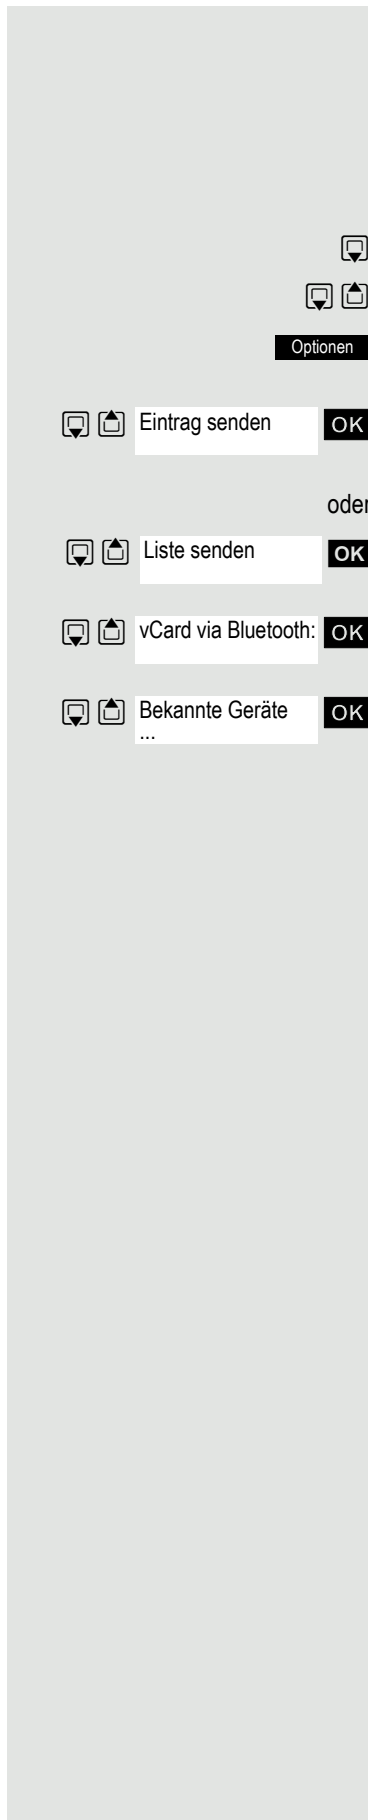 Optionen
Eintrag senden OK
oder
Liste senden OK
vCard via Bluetooth: OK
Bekannte Geräte OK
...